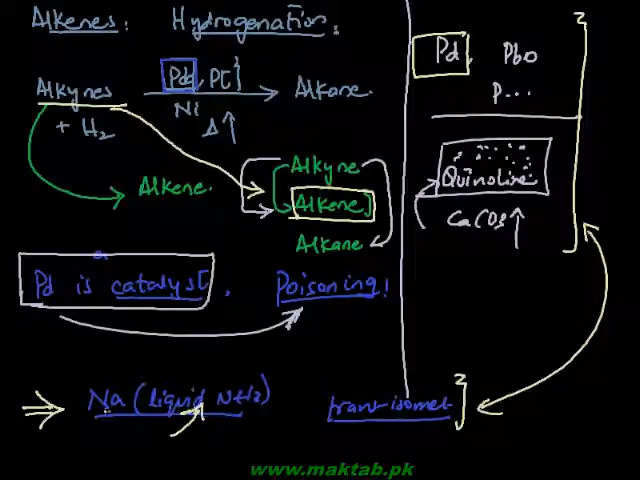 Alkenes: Hydrogenation:
Alkynes + H2
Pd, Pt
Ni Δ↑
Alkane
Alkene
Alkyne
Alkene
Alkane
Pd is catalyst.
Poisoning!
Na (liquid NH3)
trans-isomer
Pd, PbO
P...
Quinoline
www.maktab.pk